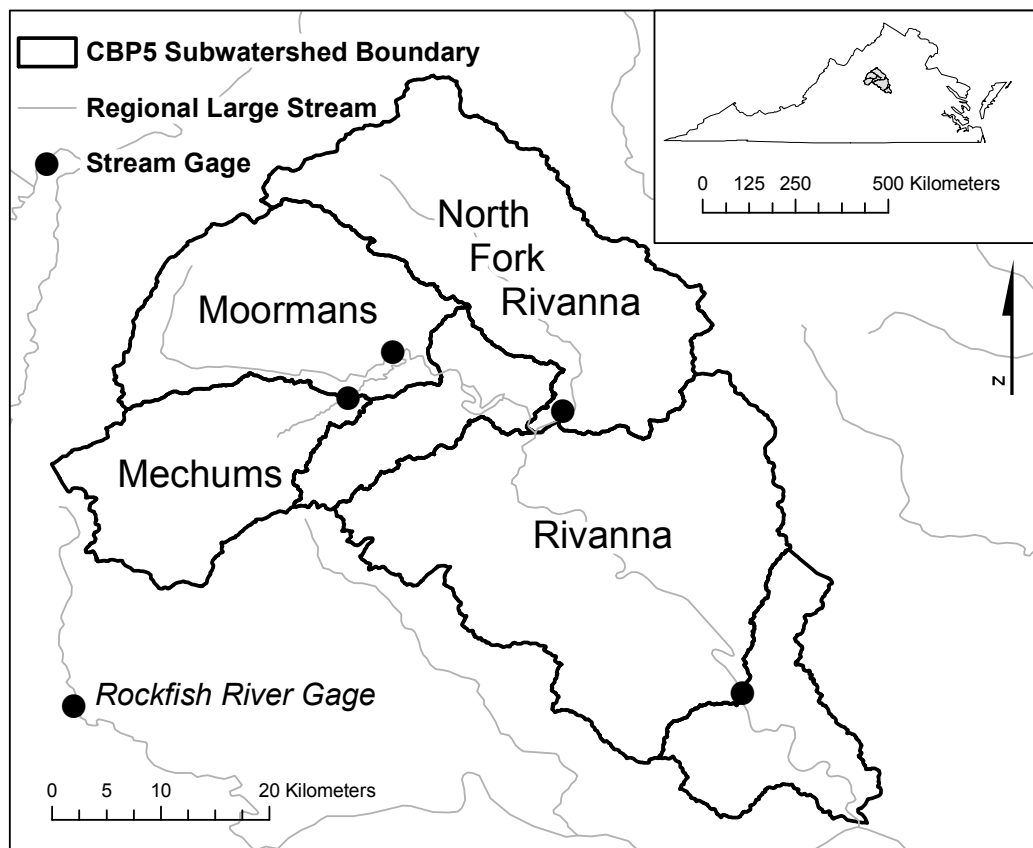 CBP5 Subwatershed Boundary
Regional Large Stream
Stream Gage
0 125 250 500 Kilometers
North
Fork
Rivanna
Moormans
Z
Mechums
Rivanna
Rockfish River Gage
0 5 10 20 Kilometers